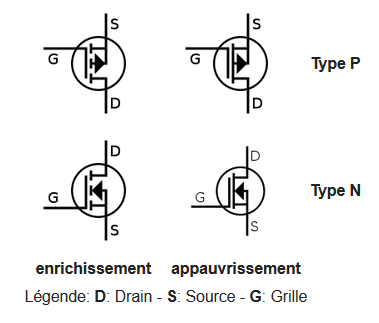 S S
G G
Type P
D D
D D
Type N
G G
S S
enrichissement appauvrissement
Légende: D: Drain - S: Source - G: Grille